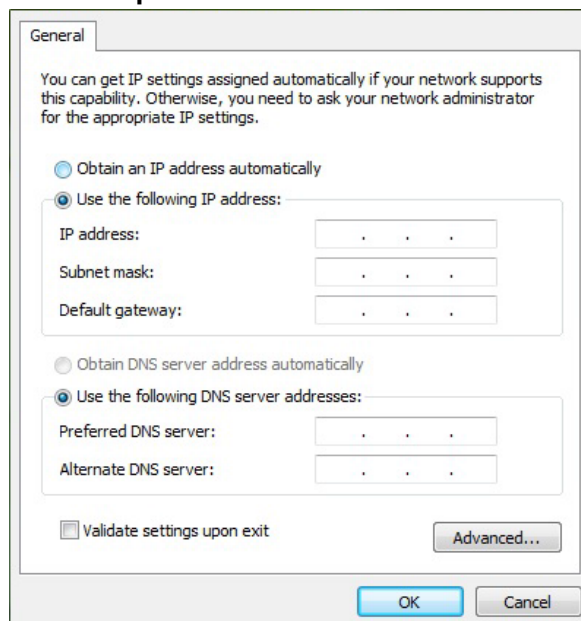 General
You can get IP settings assigned automatically if your network supports
this capability. Otherwise, you need to ask your network administrator
for the appropriate IP settings.
Obtain an IP address automatically
Use the following IP address:
IP address:
. . .
Subnet mask:
. . .
Default gateway:
. . .
Obtain DNS server address automatically
Use the following DNS server addresses:
Preferred DNS server:
. . .
Alternate DNS server:
. . .
Validate settings upon exit
Advanced...
OK
Cancel